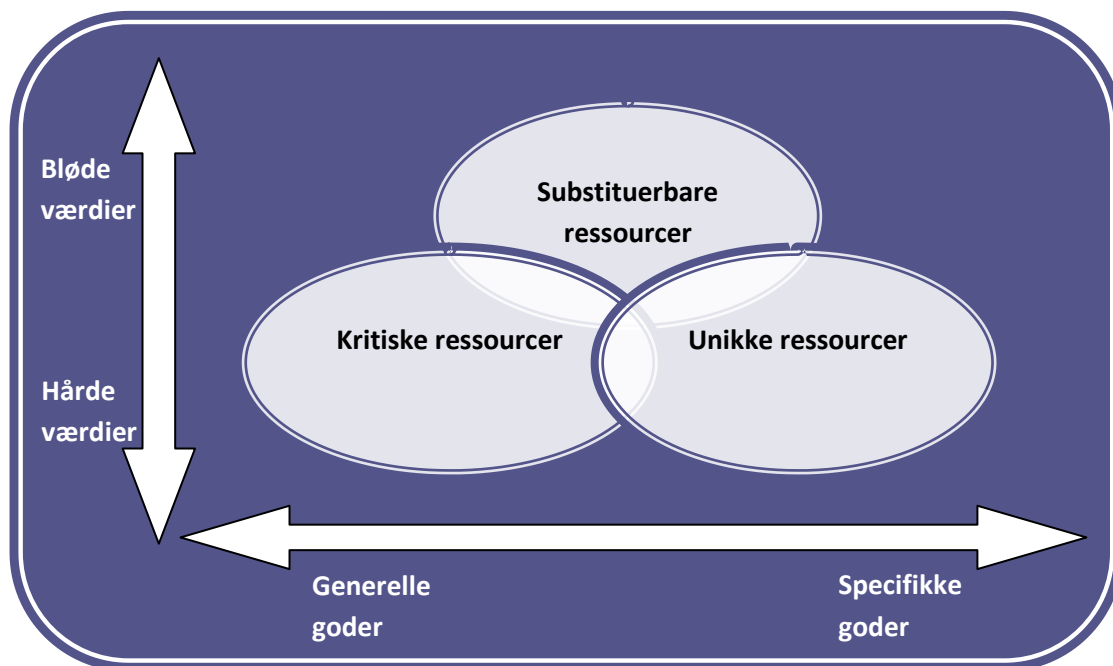 Bløde
værdier
Substituerbare
ressourcer
Kritiske ressourcer
Unikke ressourcer
Hårde
værdier
Generelle
goder
Specifikke
goder